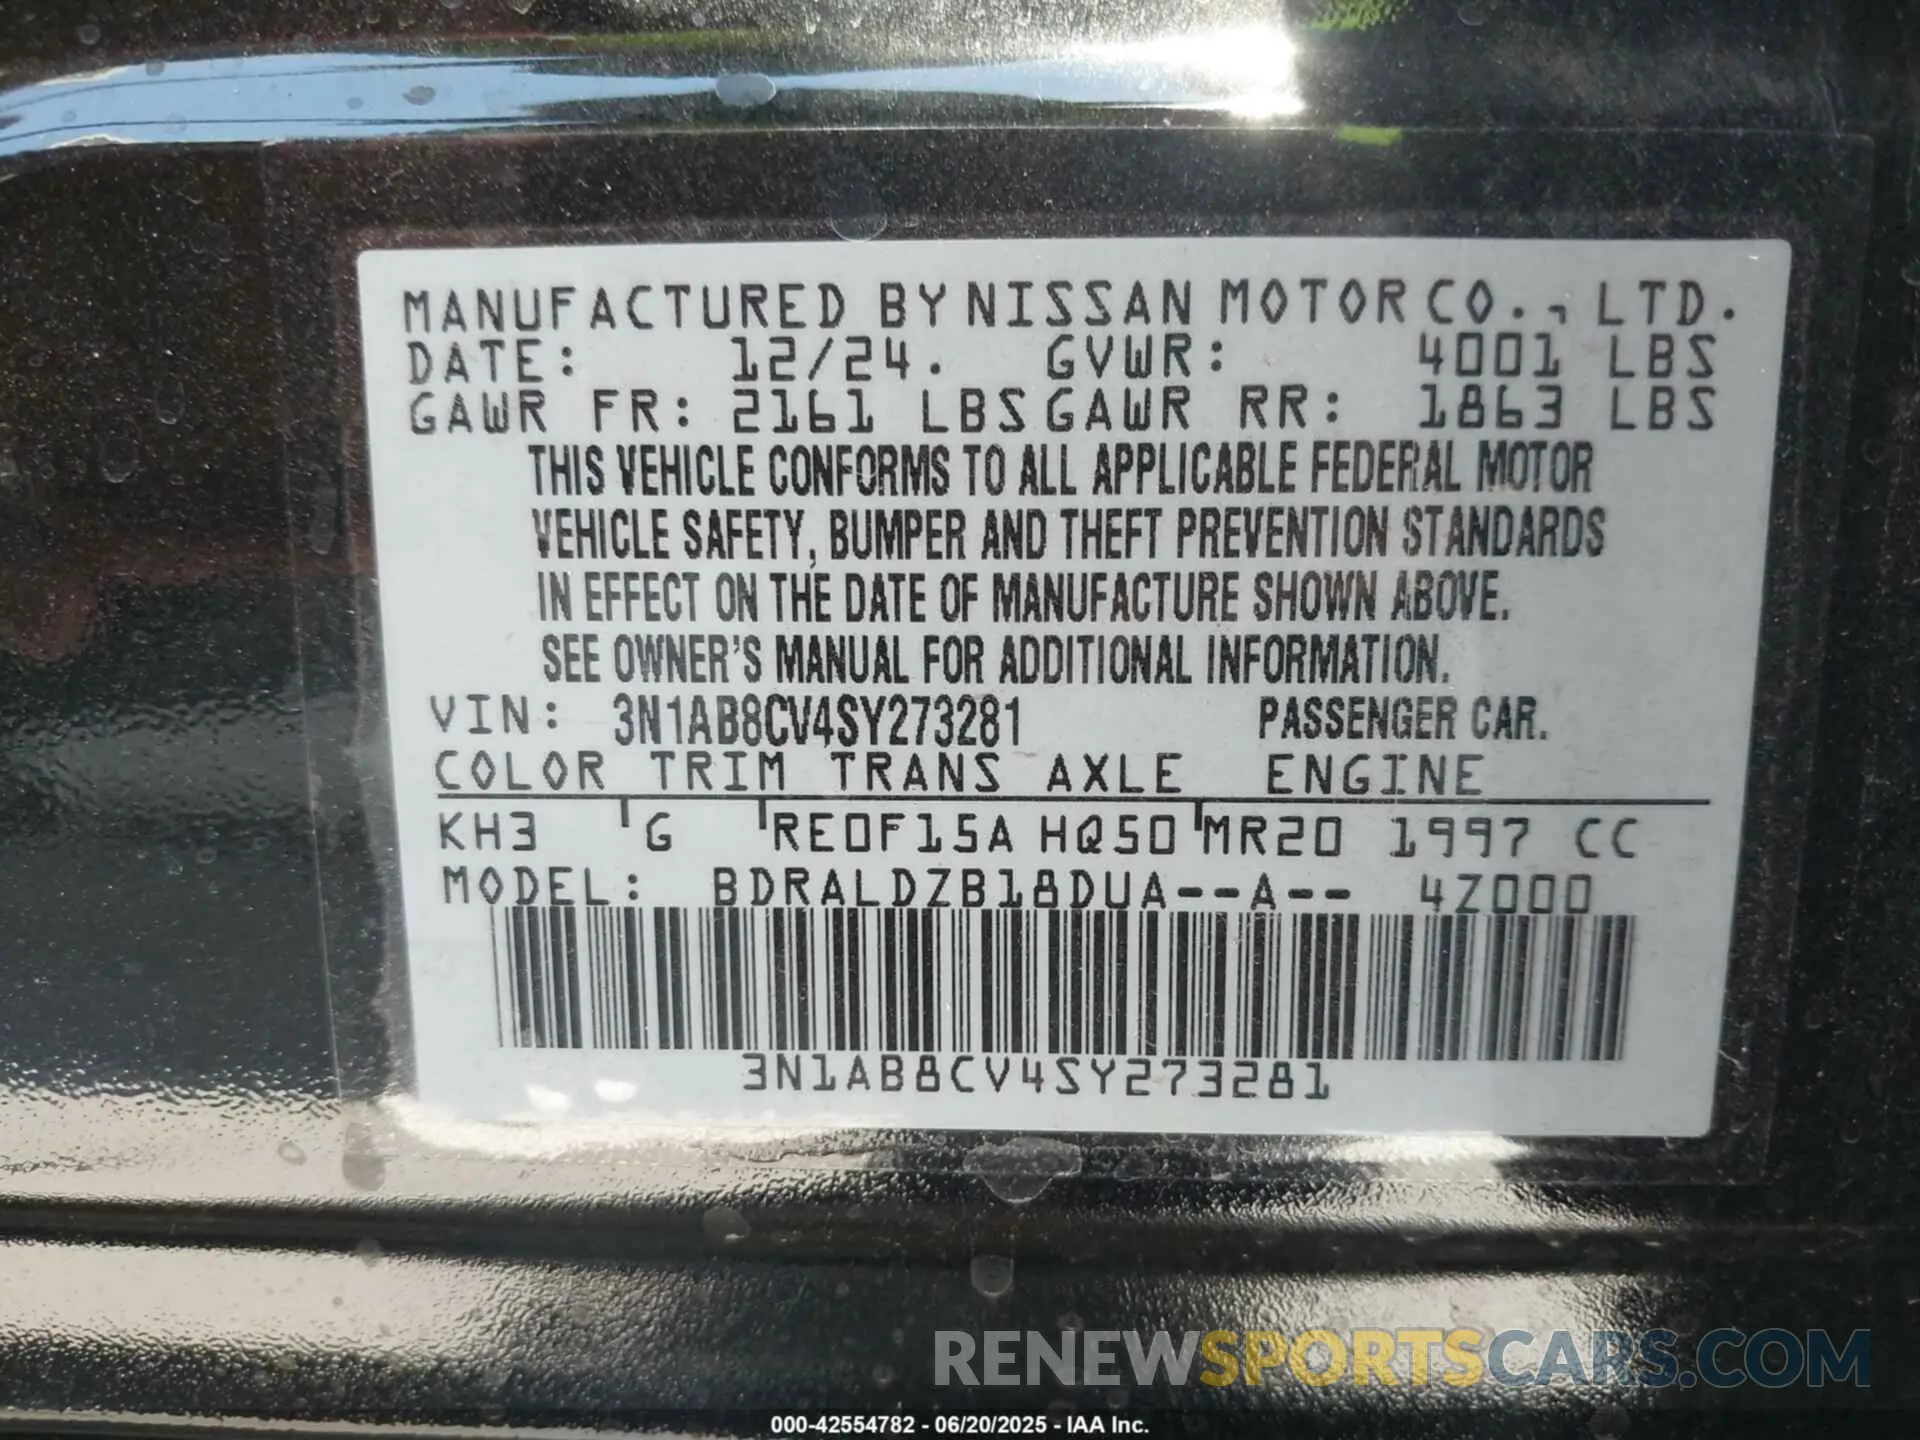 MANUFACTURED BY NISSAN MOTOR CO., LTD.
DATE: 12/24. GVWR: 4001 LBS
GAWR FR: 2161 LBS GAWR RR: 1863 LBS
THIS VEHICLE CONFORMS TO ALL APPLICABLE FEDERAL MOTOR
VEHICLE SAFETY, BUMPER AND THEFT PREVENTION STANDARDS
IN EFFECT ON THE DATE OF MANUFACTURE SHOWN ABOVE.
SEE OWNER'S MANUAL FOR ADDITIONAL INFORMATION.
VIN: 3N1AB8CV4SY273281 PASSENGER CAR.
COLOR TRIM TRANS AXLE ENGINE
KH3 G RE0F15A HQ50 MR20 1997 CC
MODEL: BDRALDZB18DUA--A-- 4Z000
3N1AB8CV4SY273281
RENEWSPORTSCARS.COM
000-42554782 - 06/20/2025 - IAA Inc.